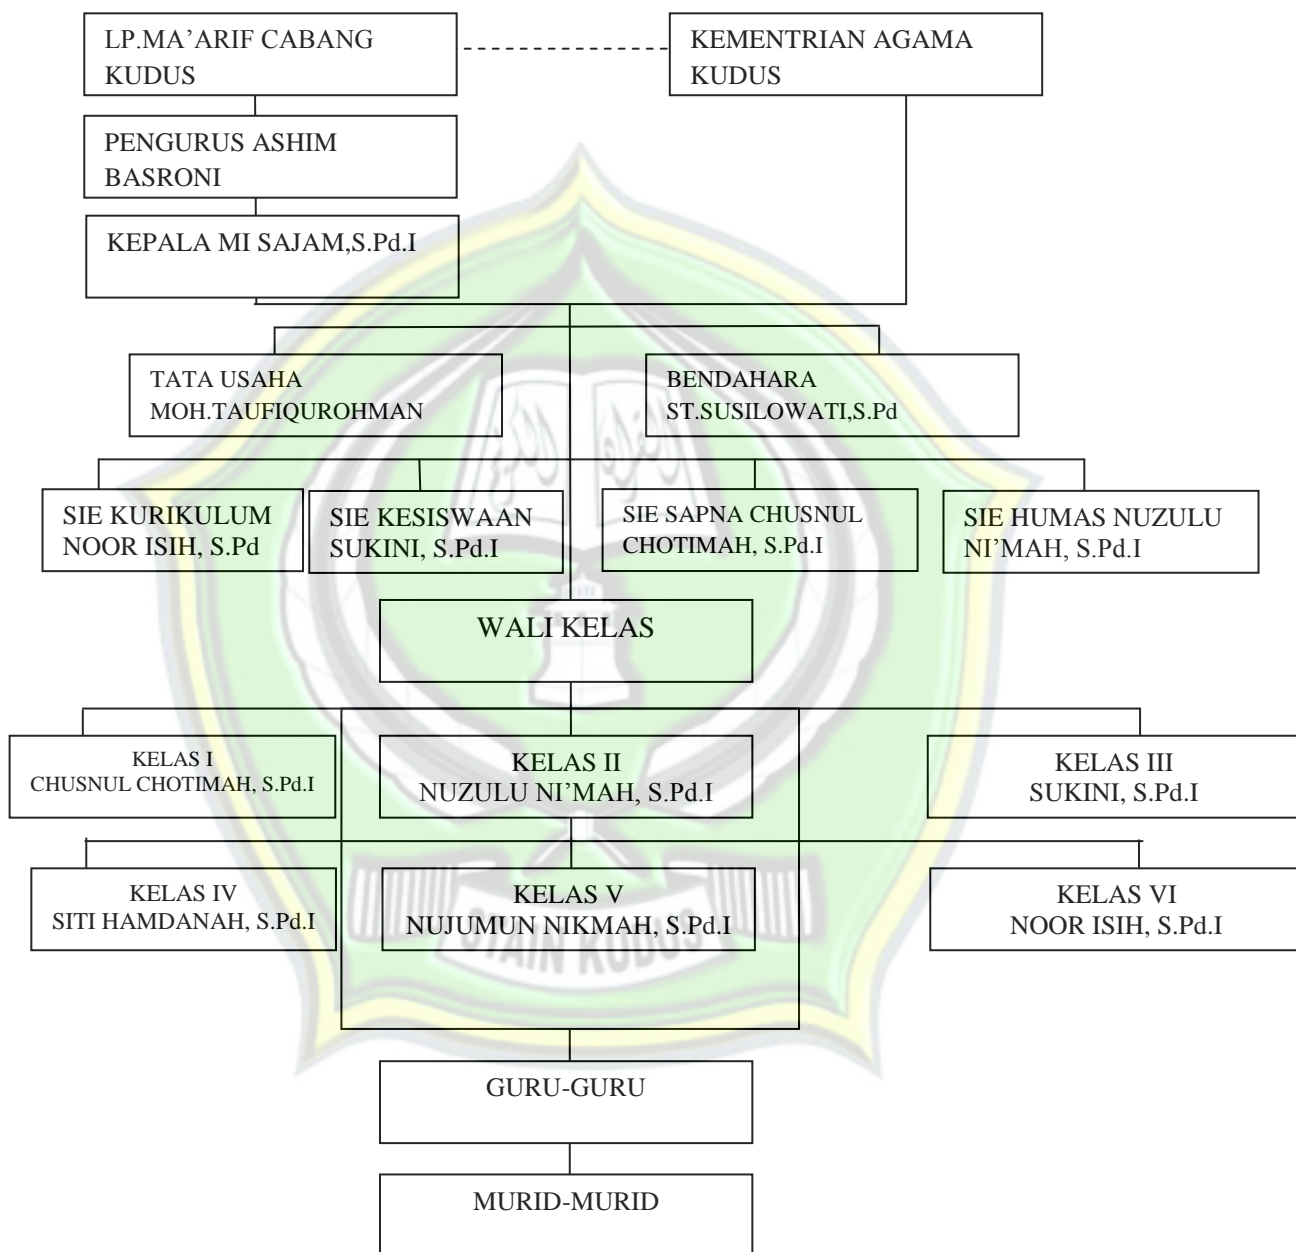 LP.MA’ARIF CABANG
KUDUS
KEMENTRIAN AGAMA
KUDUS
PENGURUS ASHIM
BASRONI
KEPALA MI SAJAM,S.Pd.I
TATA USAHA
MOH.TAUFIQUROHMAN
BENDAHARA
ST.SUSILOWATI,S.Pd
SIE KURIKULUM
NOOR ISIH, S.Pd
SIE KESISWAAN
SUKINI, S.Pd.I
SIE SAPNA CHUSNUL
CHOTIMAH, S.Pd.I
SIE HUMAS NUZULU
NI’MAH, S.Pd.I
WALI KELAS
KELAS I
CHUSNUL CHOTIMAH, S.Pd.I
KELAS II
NUZULU NI’MAH, S.Pd.I
KELAS III
SUKINI, S.Pd.I
KELAS IV
SITI HAMDANAH, S.Pd.I
KELAS V
NUJUMUN NIKMAH, S.Pd.I
KELAS VI
NOOR ISIH, S.Pd.I
STAIN KUDUS
GURU-GURU
MURID-MURID